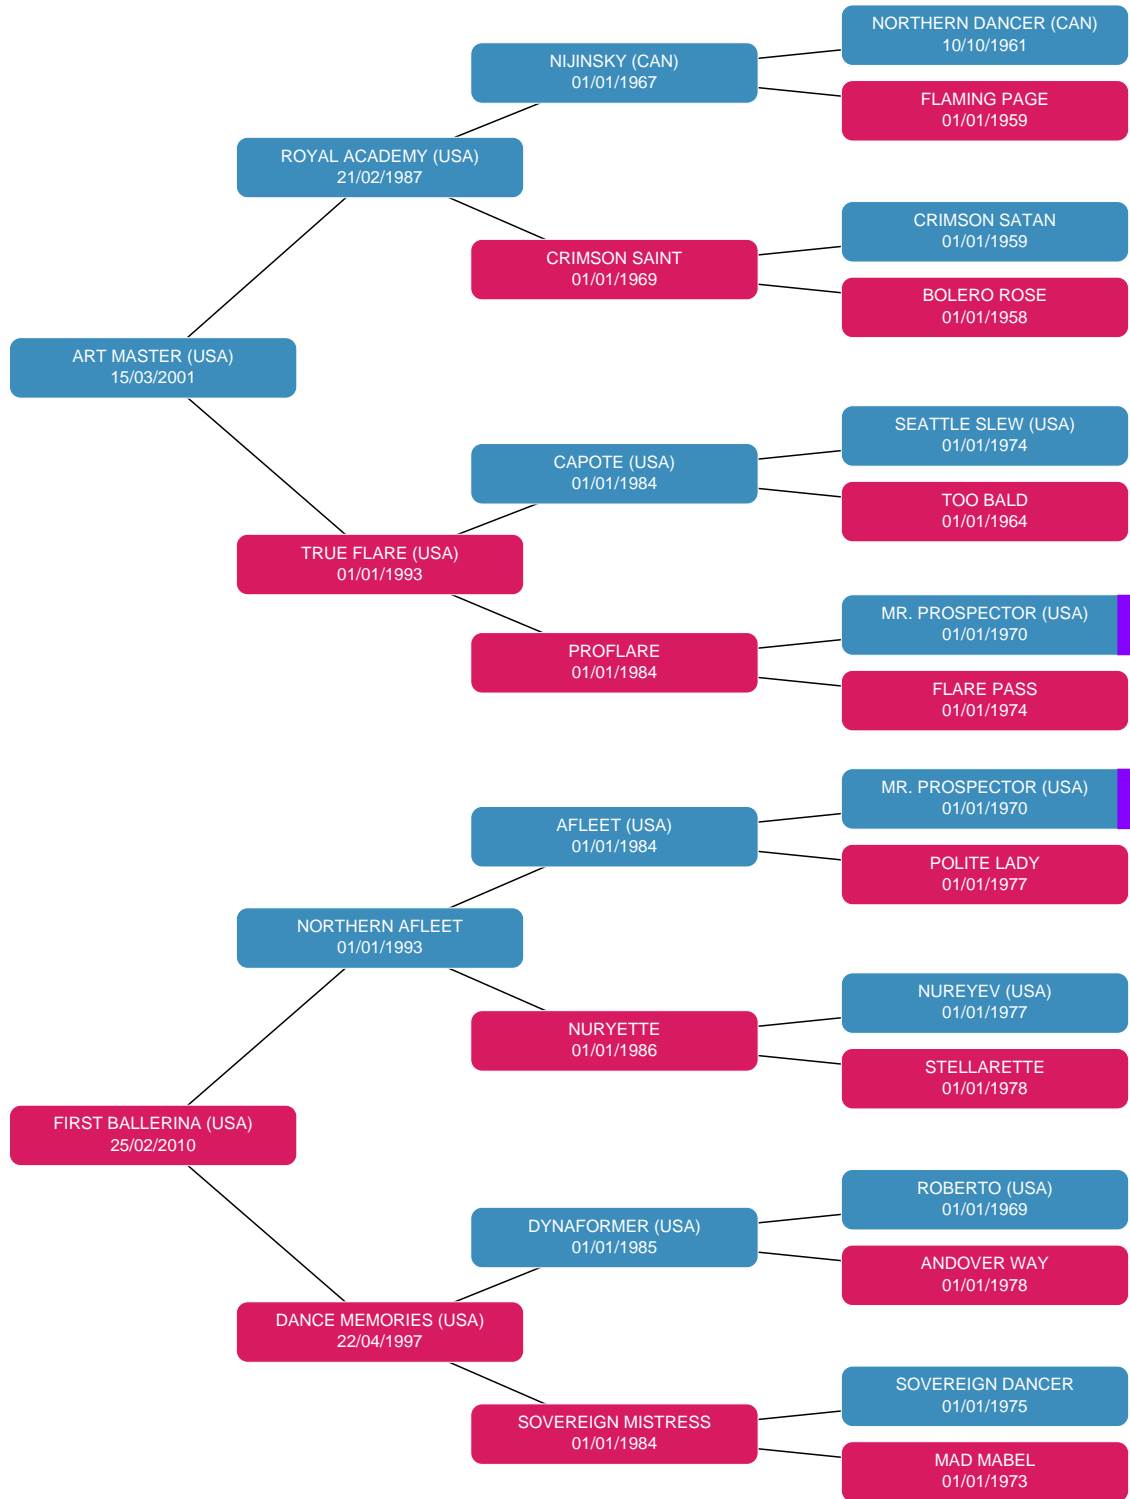 NORTHERN DANCER (CAN)
10/10/1961
NIJINSKY (CAN)
01/01/1967
FLAMING PAGE
01/01/1959
ROYAL ACADEMY (USA)
21/02/1987
CRIMSON SATAN
01/01/1959
CRIMSON SAINT
01/01/1969
BOLERO ROSE
01/01/1958
ART MASTER (USA)
15/03/2001
SEATTLE SLEW (USA)
01/01/1974
CAPOTE (USA)
01/01/1984
TOO BALD
01/01/1964
TRUE FLARE (USA)
01/01/1993
MR. PROSPECTOR (USA)
01/01/1970
PROFLARE
01/01/1984
FLARE PASS
01/01/1974
MR. PROSPECTOR (USA)
01/01/1970
AFLEET (USA)
01/01/1984
POLITE LADY
01/01/1977
NORTHERN AFLEET
01/01/1993
NUREYEV (USA)
01/01/1977
NURYETTE
01/01/1986
STELLARETTE
01/01/1978
FIRST BALLERINA (USA)
25/02/2010
ROBERTO (USA)
01/01/1969
DYNAFORMER (USA)
01/01/1985
ANDOVER WAY
01/01/1978
DANCE MEMORIES (USA)
22/04/1997
SOVEREIGN DANCER
01/01/1975
SOVEREIGN MISTRESS
01/01/1984
MAD MABEL
01/01/1973